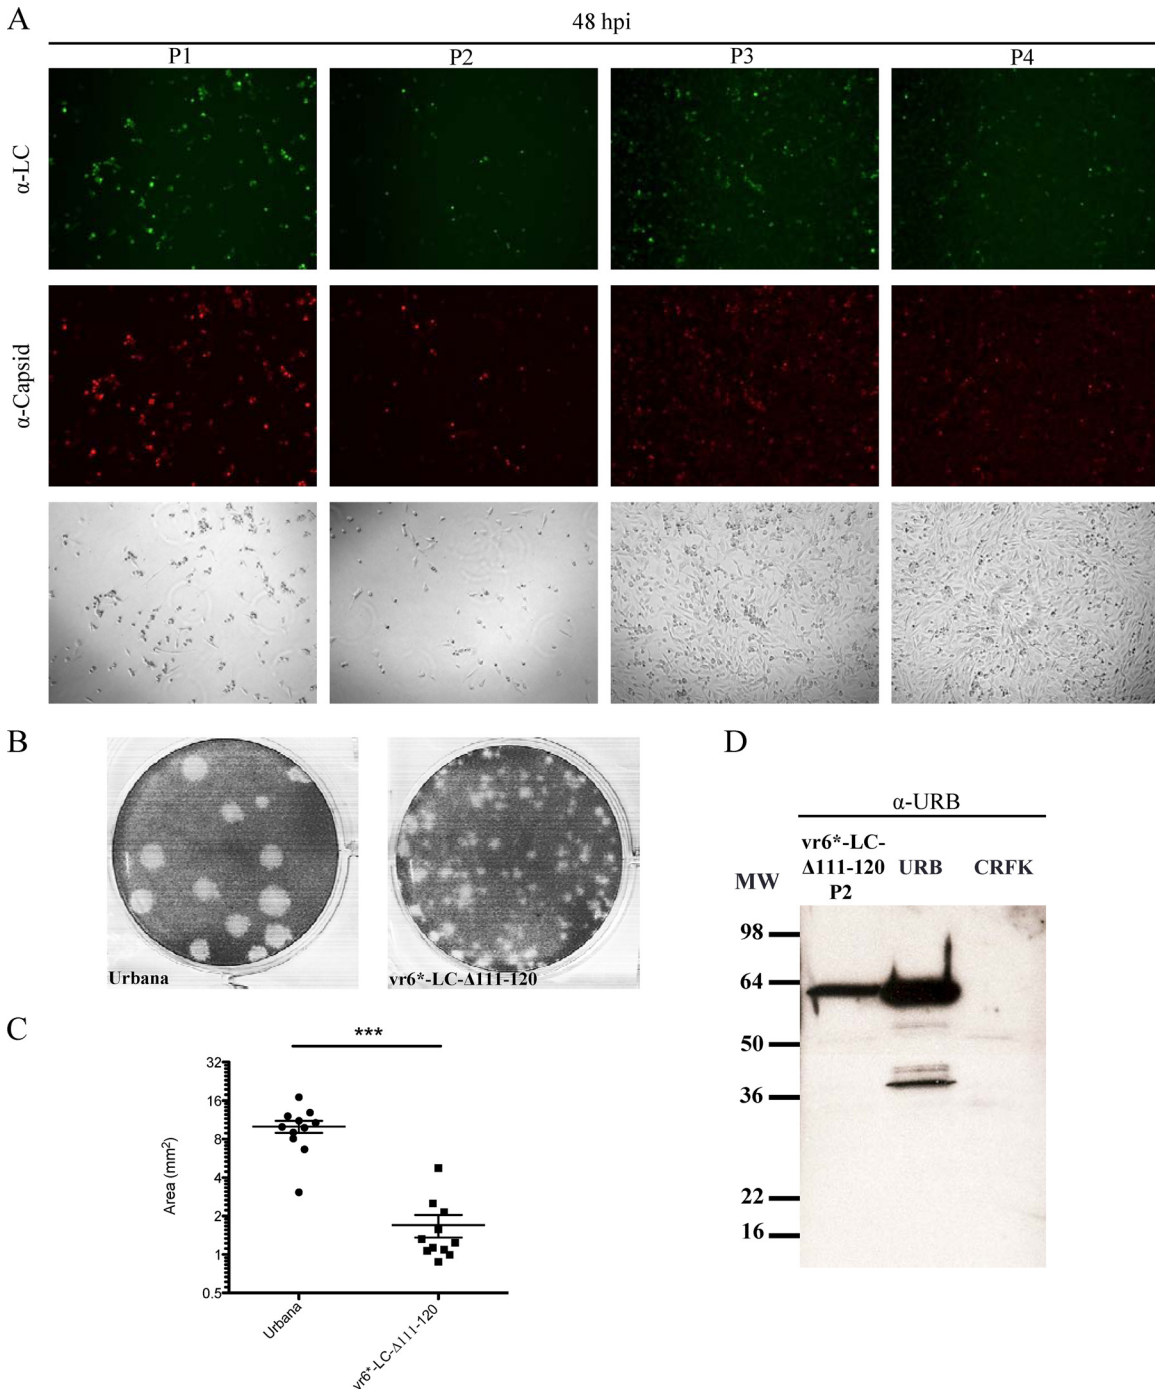 A
48 hpi
P1 P2 P3 P4
α-LC
α-Capsid
B
Urbana
vr6*-LC-Δ111-120
C
***
32
16
8
4
2
1
0.5
Area (mm²)
Urbana
vr6*-LC-Δ111-120
D
α-URB
vr6*-LC-
Δ111-120
P2
MW
URB
CRFK
98
64
50
36
22
16